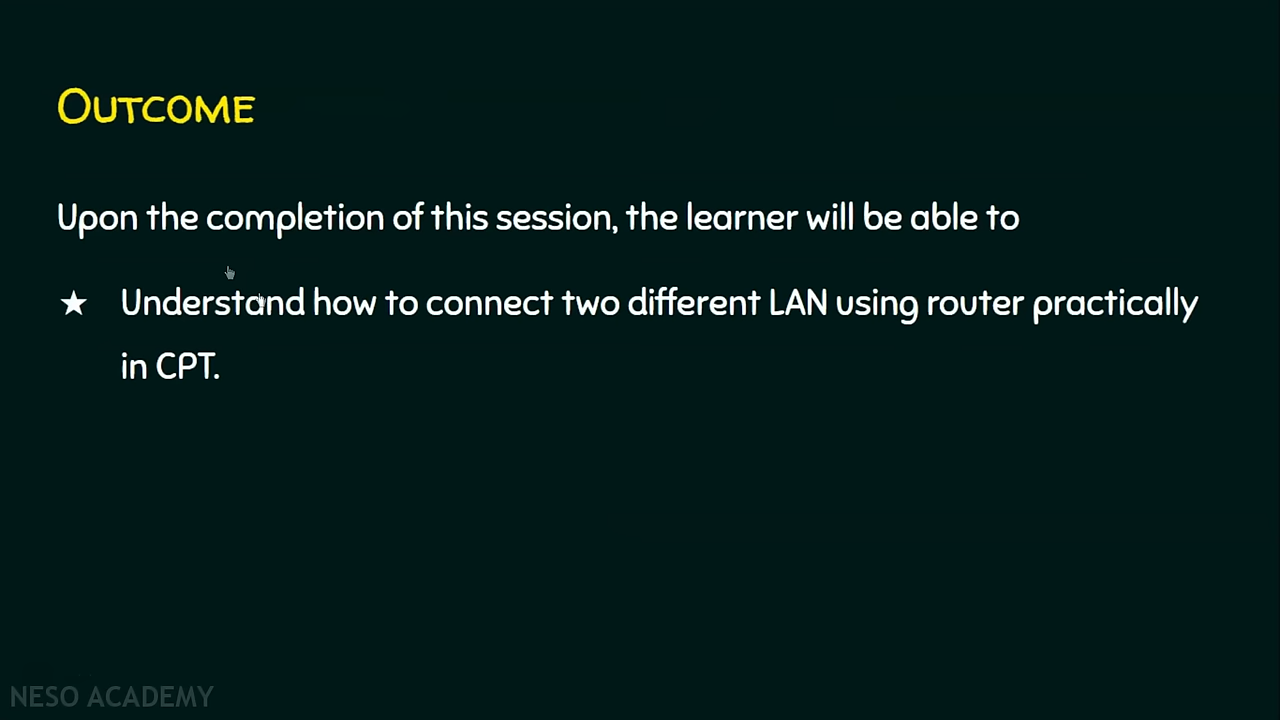 Outcome
Upon the completion of this session, the learner will be able to
★ Understand how to connect two different LAN using router practically
in CPT.
NESO ACADEMY